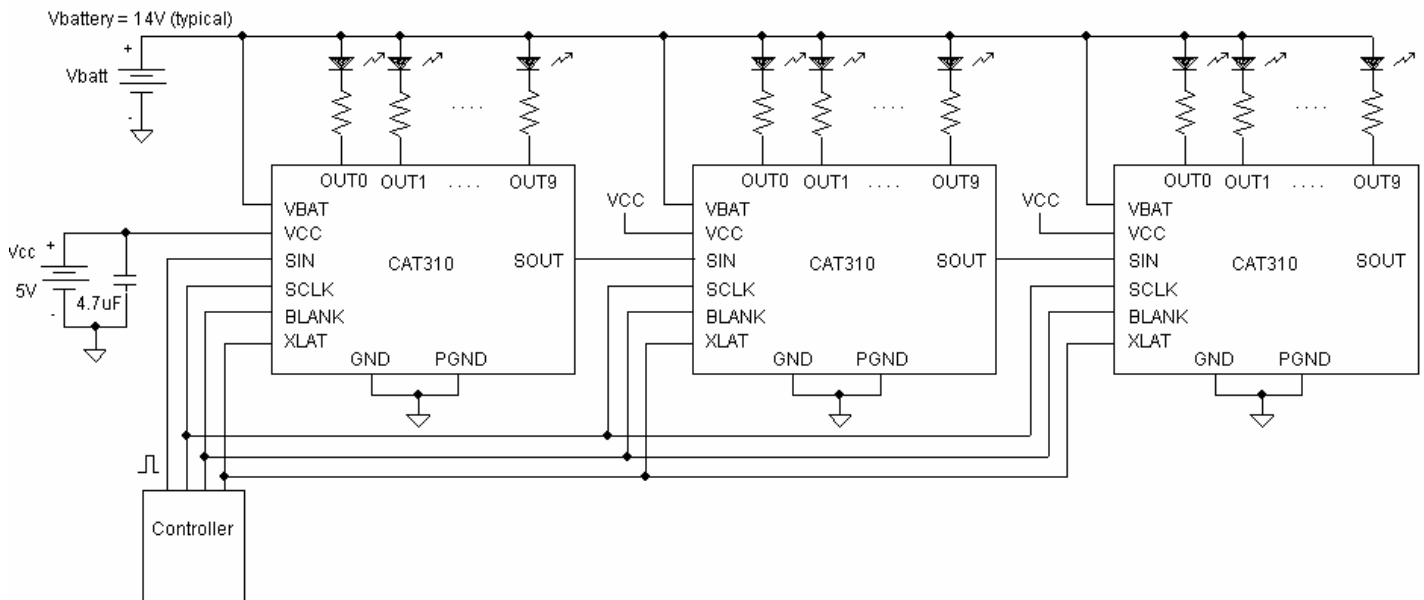 Vbattery = 14V (typical)
+
Vbatt
-
OUT0 OUT1 .... OUT9
VBAT
VCC
SIN
SCLK
BLANK
XLAT
CAT310
SOUT
GND PGND
....
VCC
OUT0 OUT1 .... OUT9
VBAT
VCC
SIN
SCLK
BLANK
XLAT
CAT310
SOUT
GND PGND
....
VCC
OUT0 OUT1 .... OUT9
VBAT
VCC
SIN
SCLK
BLANK
XLAT
CAT310
SOUT
GND PGND
....
Vcc
+
5V
-
4.7uF
Controller